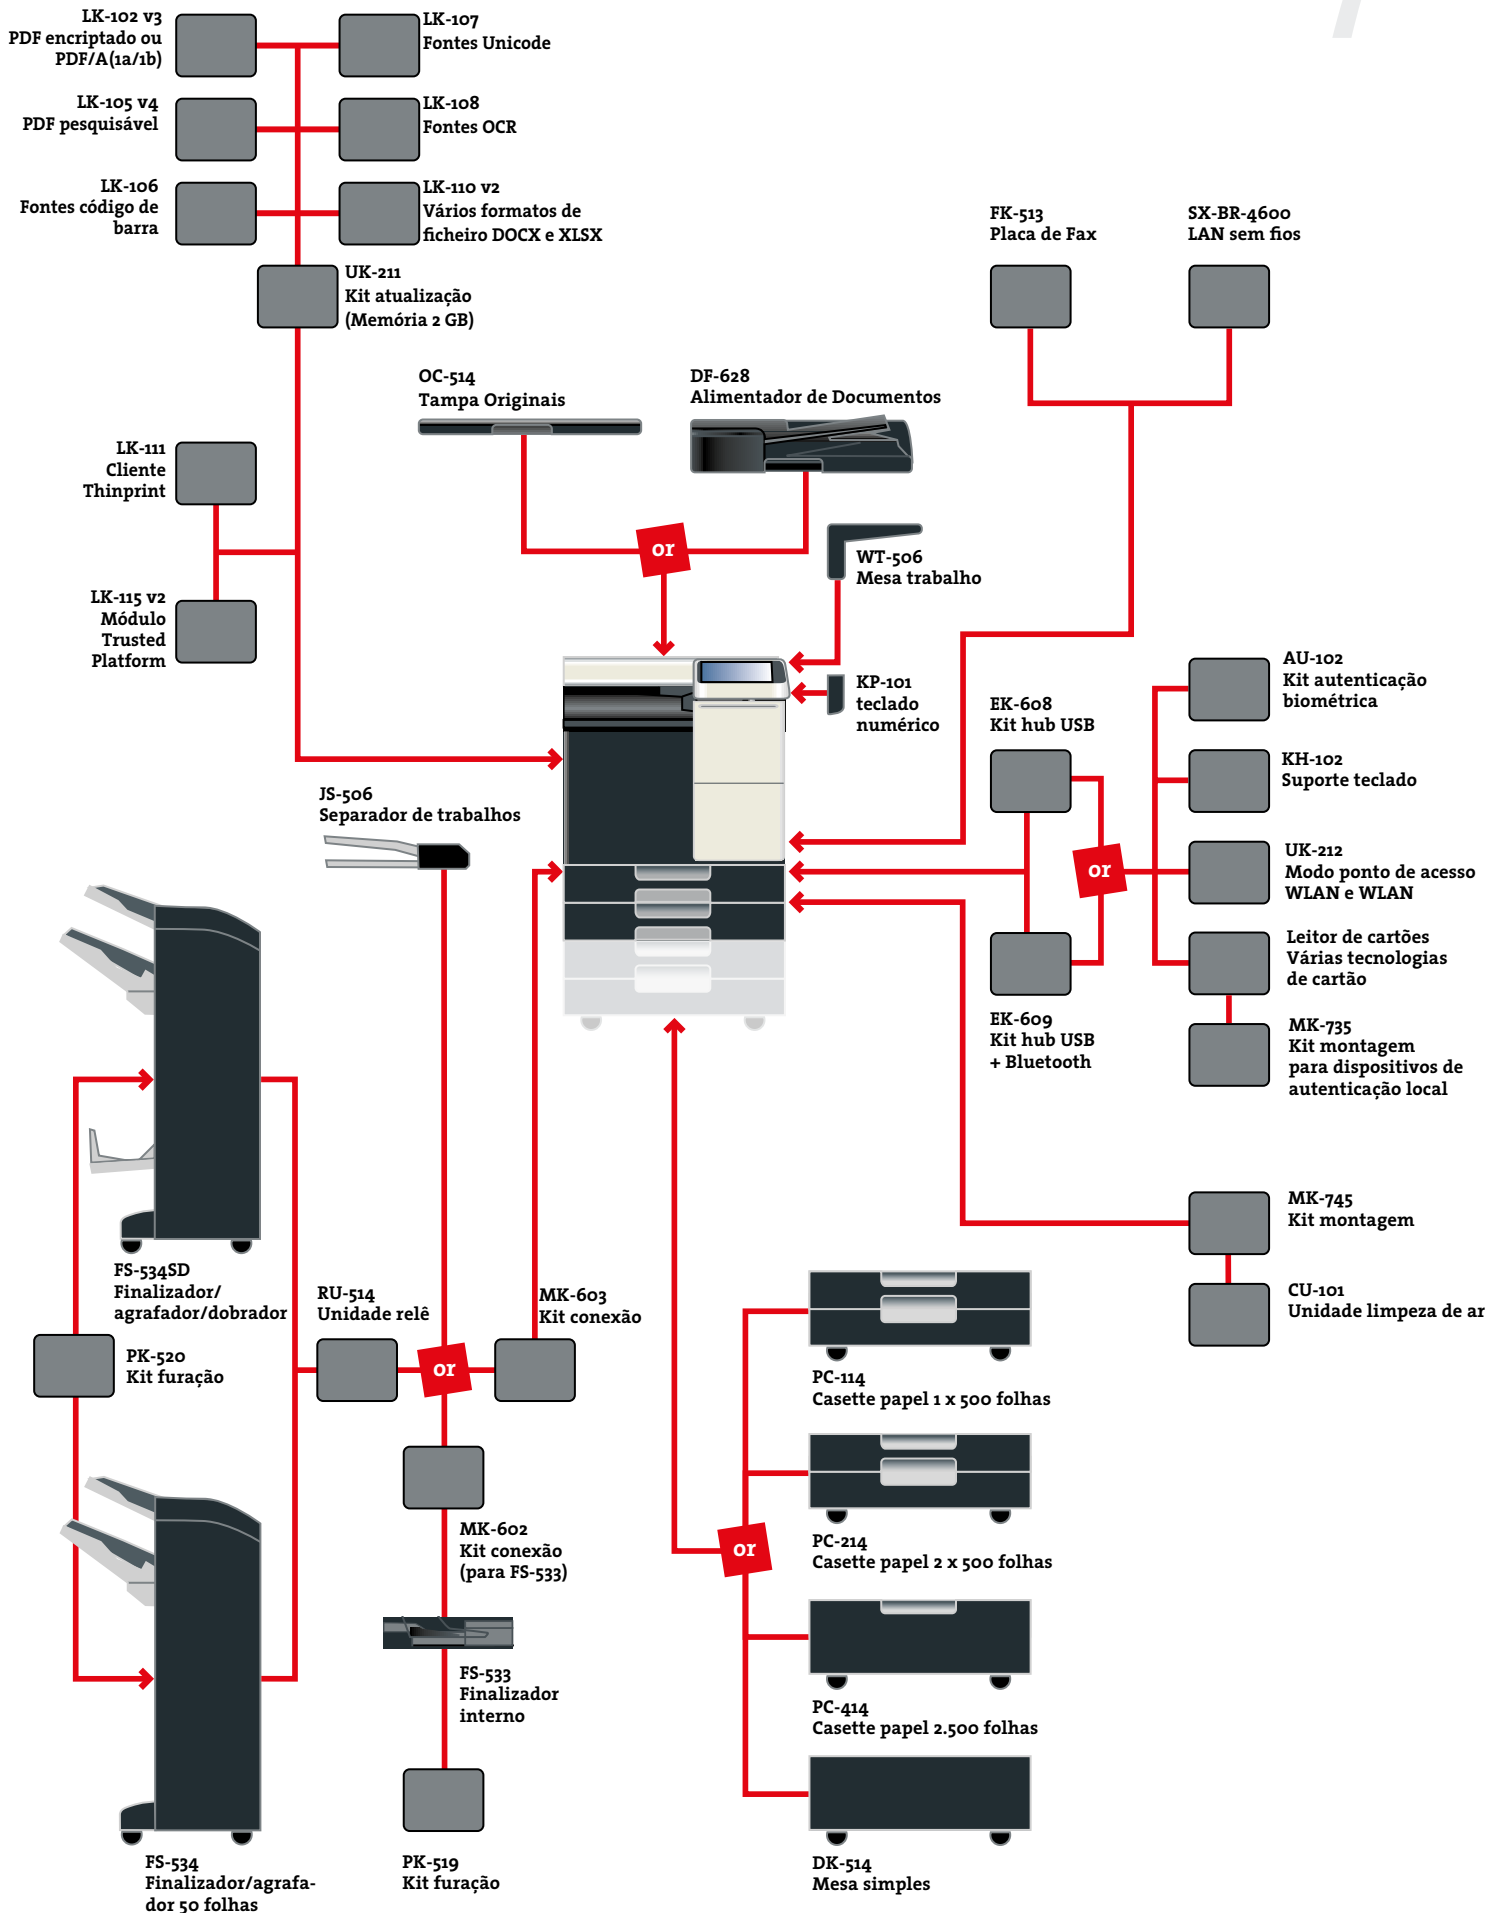 LK-102 v3
PDF encriptado ou
PDF/A(1a/1b)
LK-107
Fontes Unicode
LK-105 v4
PDF pesquisável
LK-108
Fontes OCR
LK-106
Fontes código de
barra
LK-110 v2
Vários formatos de
ficheiro DOCX e XLSX
UK-211
Kit atualização
(Memória 2 GB)
FK-513
Placa de Fax
SX-BR-4600
LAN sem fios
OC-514
Tampa Originais
DF-628
Alimentador de Documentos
LK-111
Cliente
Thinprint
or
WT-506
Mesa trabalho
LK-115 v2
Módulo
Trusted
Platform
KP-101
teclado
numérico
EK-608
Kit hub USB
AU-102
Kit autenticação
biométrica
KH-102
Suporte teclado
JS-506
Separador de trabalhos
or
UK-212
Modo ponto de acesso
WLAN e WLAN
Leitor de cartões
Várias tecnologias
de cartão
EK-609
Kit hub USB
+ Bluetooth
MK-735
Kit montagem
para dispositivos de
autenticação local
MK-745
Kit montagem
CU-101
Unidade limpeza de ar
FS-534SD
Finalizador/
agrafador/dobrador
RU-514
Unidade relê
MK-603
Kit conexão
PK-520
Kit furação
or
PC-114
Casette papel 1 x 500 folhas
MK-602
Kit conexão
(para FS-533)
or
PC-214
Casette papel 2 x 500 folhas
FS-533
Finalizador
interno
PC-414
Casette papel 2.500 folhas
FS-534
Finalizador/agrafa-
dor 50 folhas
PK-519
Kit furação
DK-514
Mesa simples